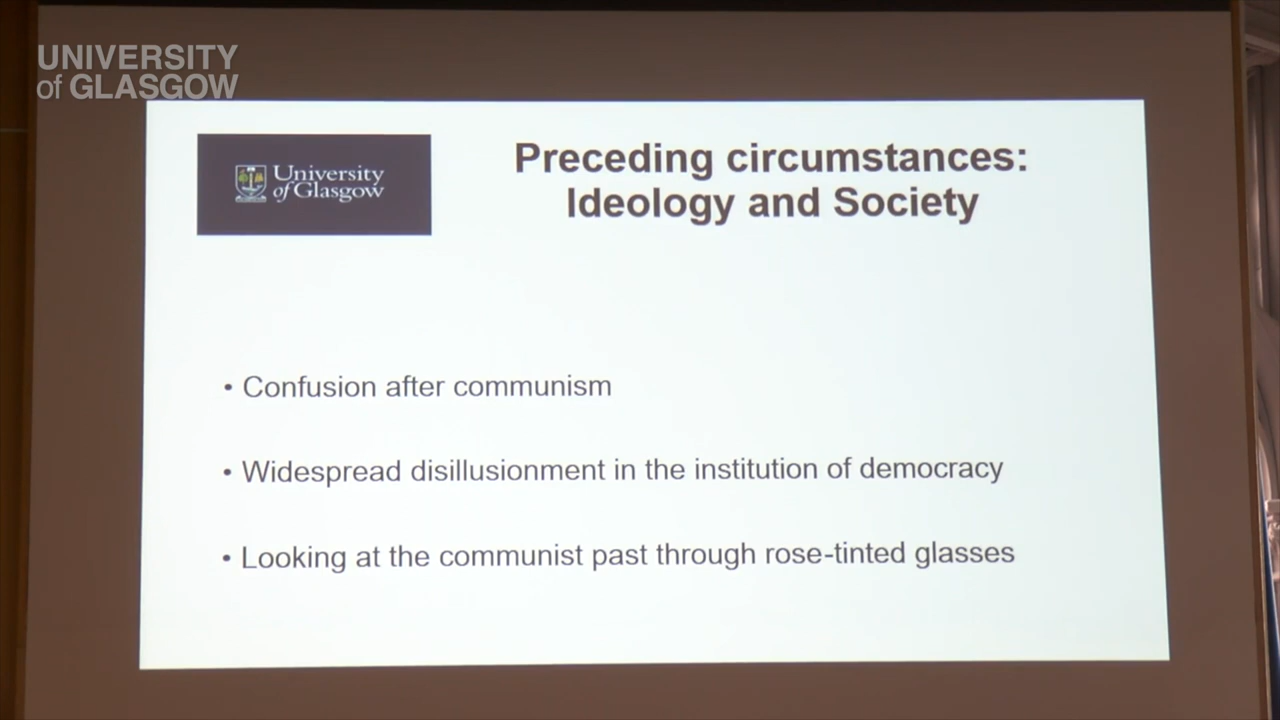 UNIVERSITY
of GLASGOW
University
of Glasgow
Preceding circumstances:
Ideology and Society
• Confusion after communism
• Widespread disillusionment in the institution of democracy
• Looking at the communist past through rose-tinted glasses